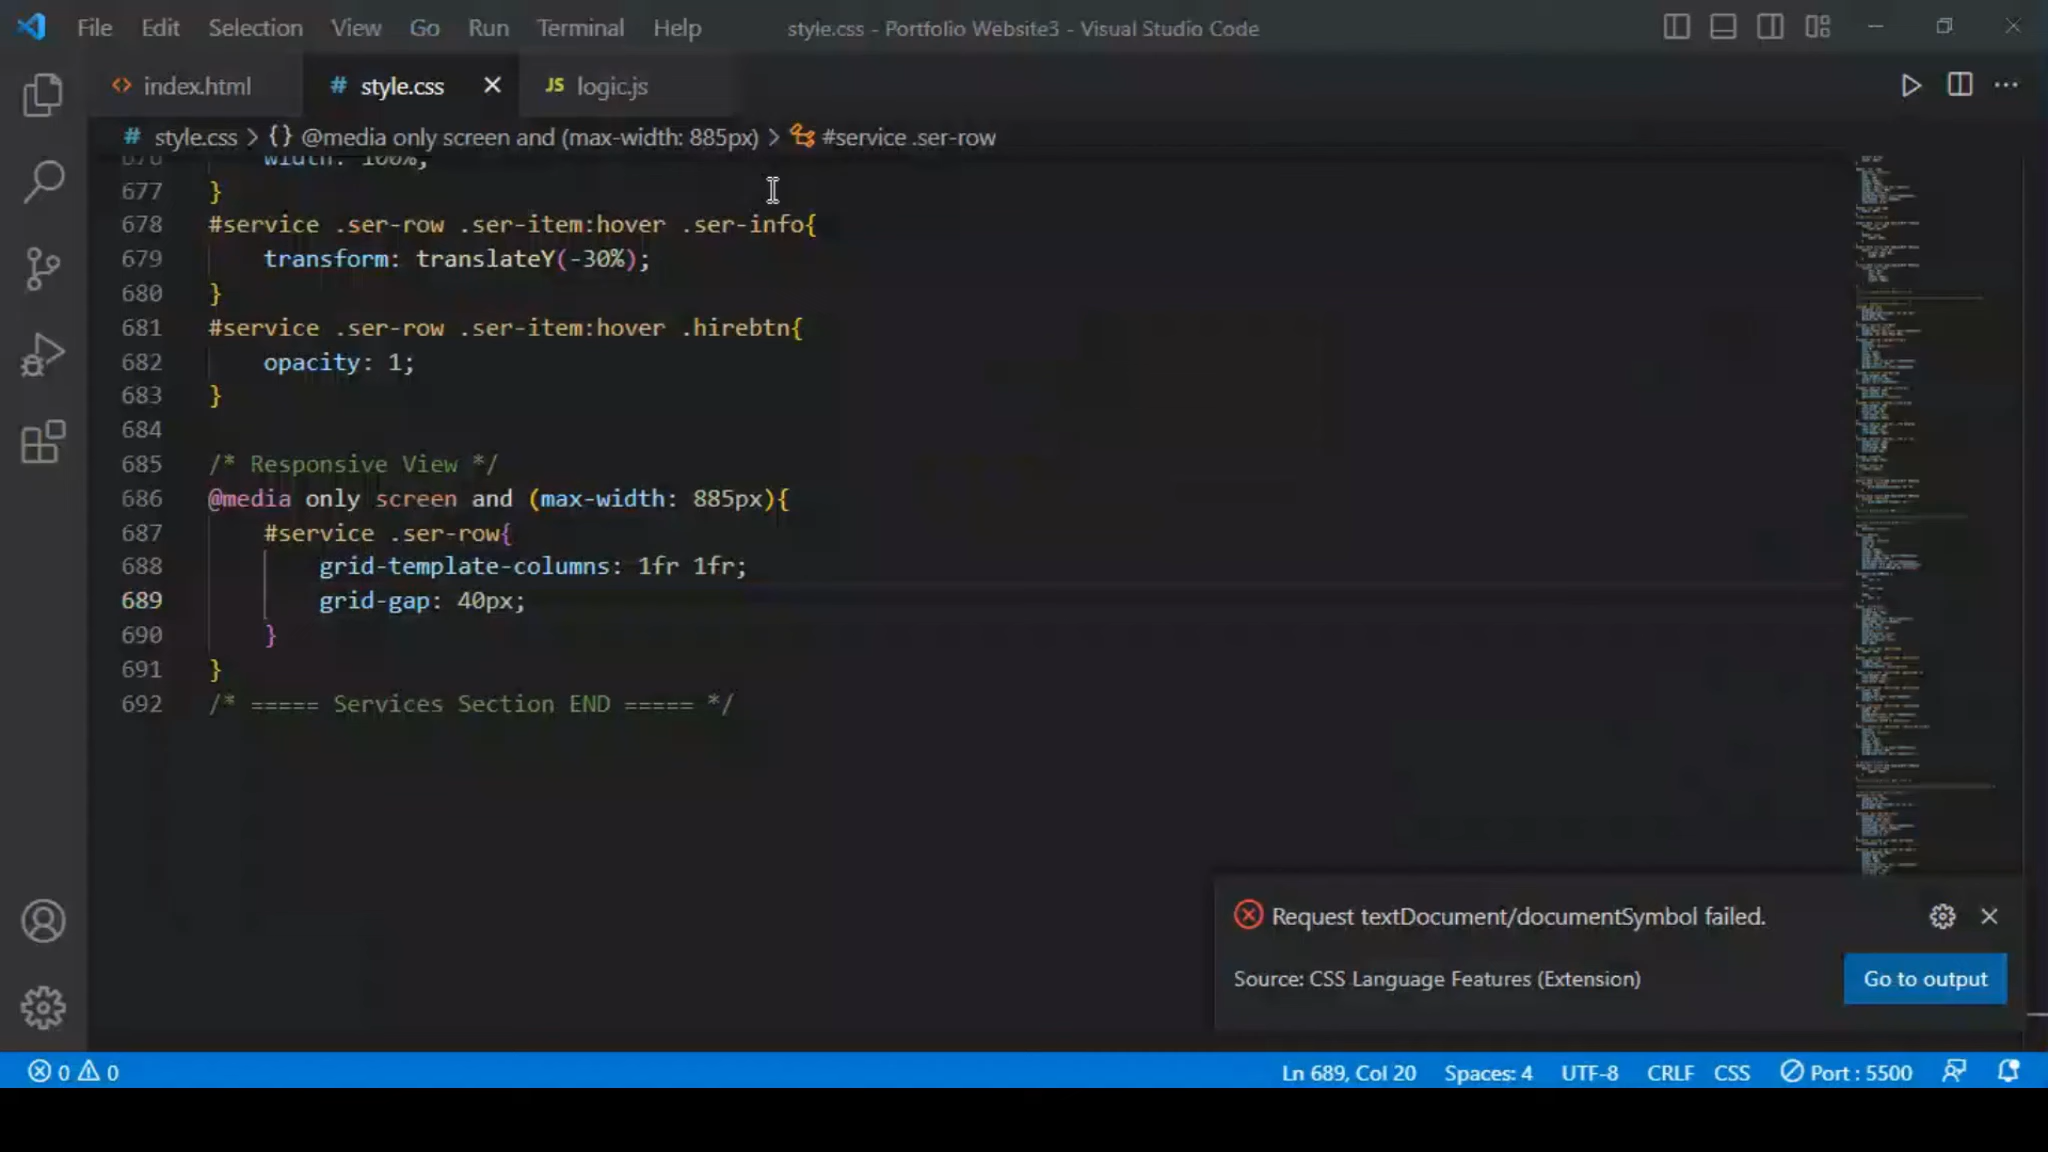 File Edit Selection View Go Run Terminal Help style.css - Portfolio Website3 - Visual Studio Code
<> index.html # style.css JS logic.js
# style.css > {} @media only screen and (max-width: 885px) > #service .ser-row
676 width: 100%;
677 }
678 #service .ser-row .ser-item:hover .ser-info{
679 transform: translateY(-30%);
680 }
681 #service .ser-row .ser-item:hover .hirebtn{
682 opacity: 1;
683 }
684
685 /* Responsive View */
686 @media only screen and (max-width: 885px){
687 #service .ser-row{
688 grid-template-columns: 1fr 1fr;
689 grid-gap: 40px;
690 }
691 }
692 /* ===== Services Section END ===== */
Request textDocument/documentSymbol failed.
Source: CSS Language Features (Extension) Go to output
0 0 Ln 689, Col 20 Spaces: 4 UTF-8 CRLF CSS Port : 5500